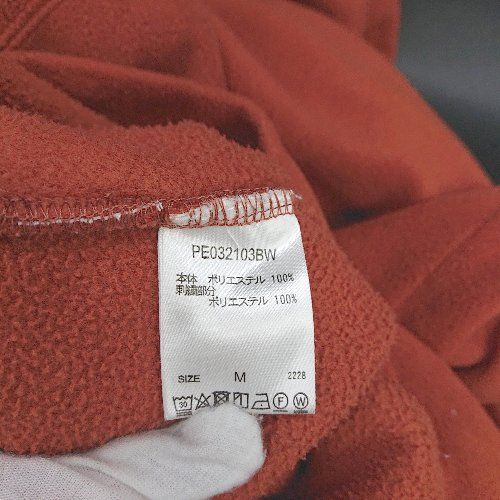 PE032103BW
本体 ポリエステル 100%
刺繍部分
ポリエステル 100%
SIZE M 2228
30 F W